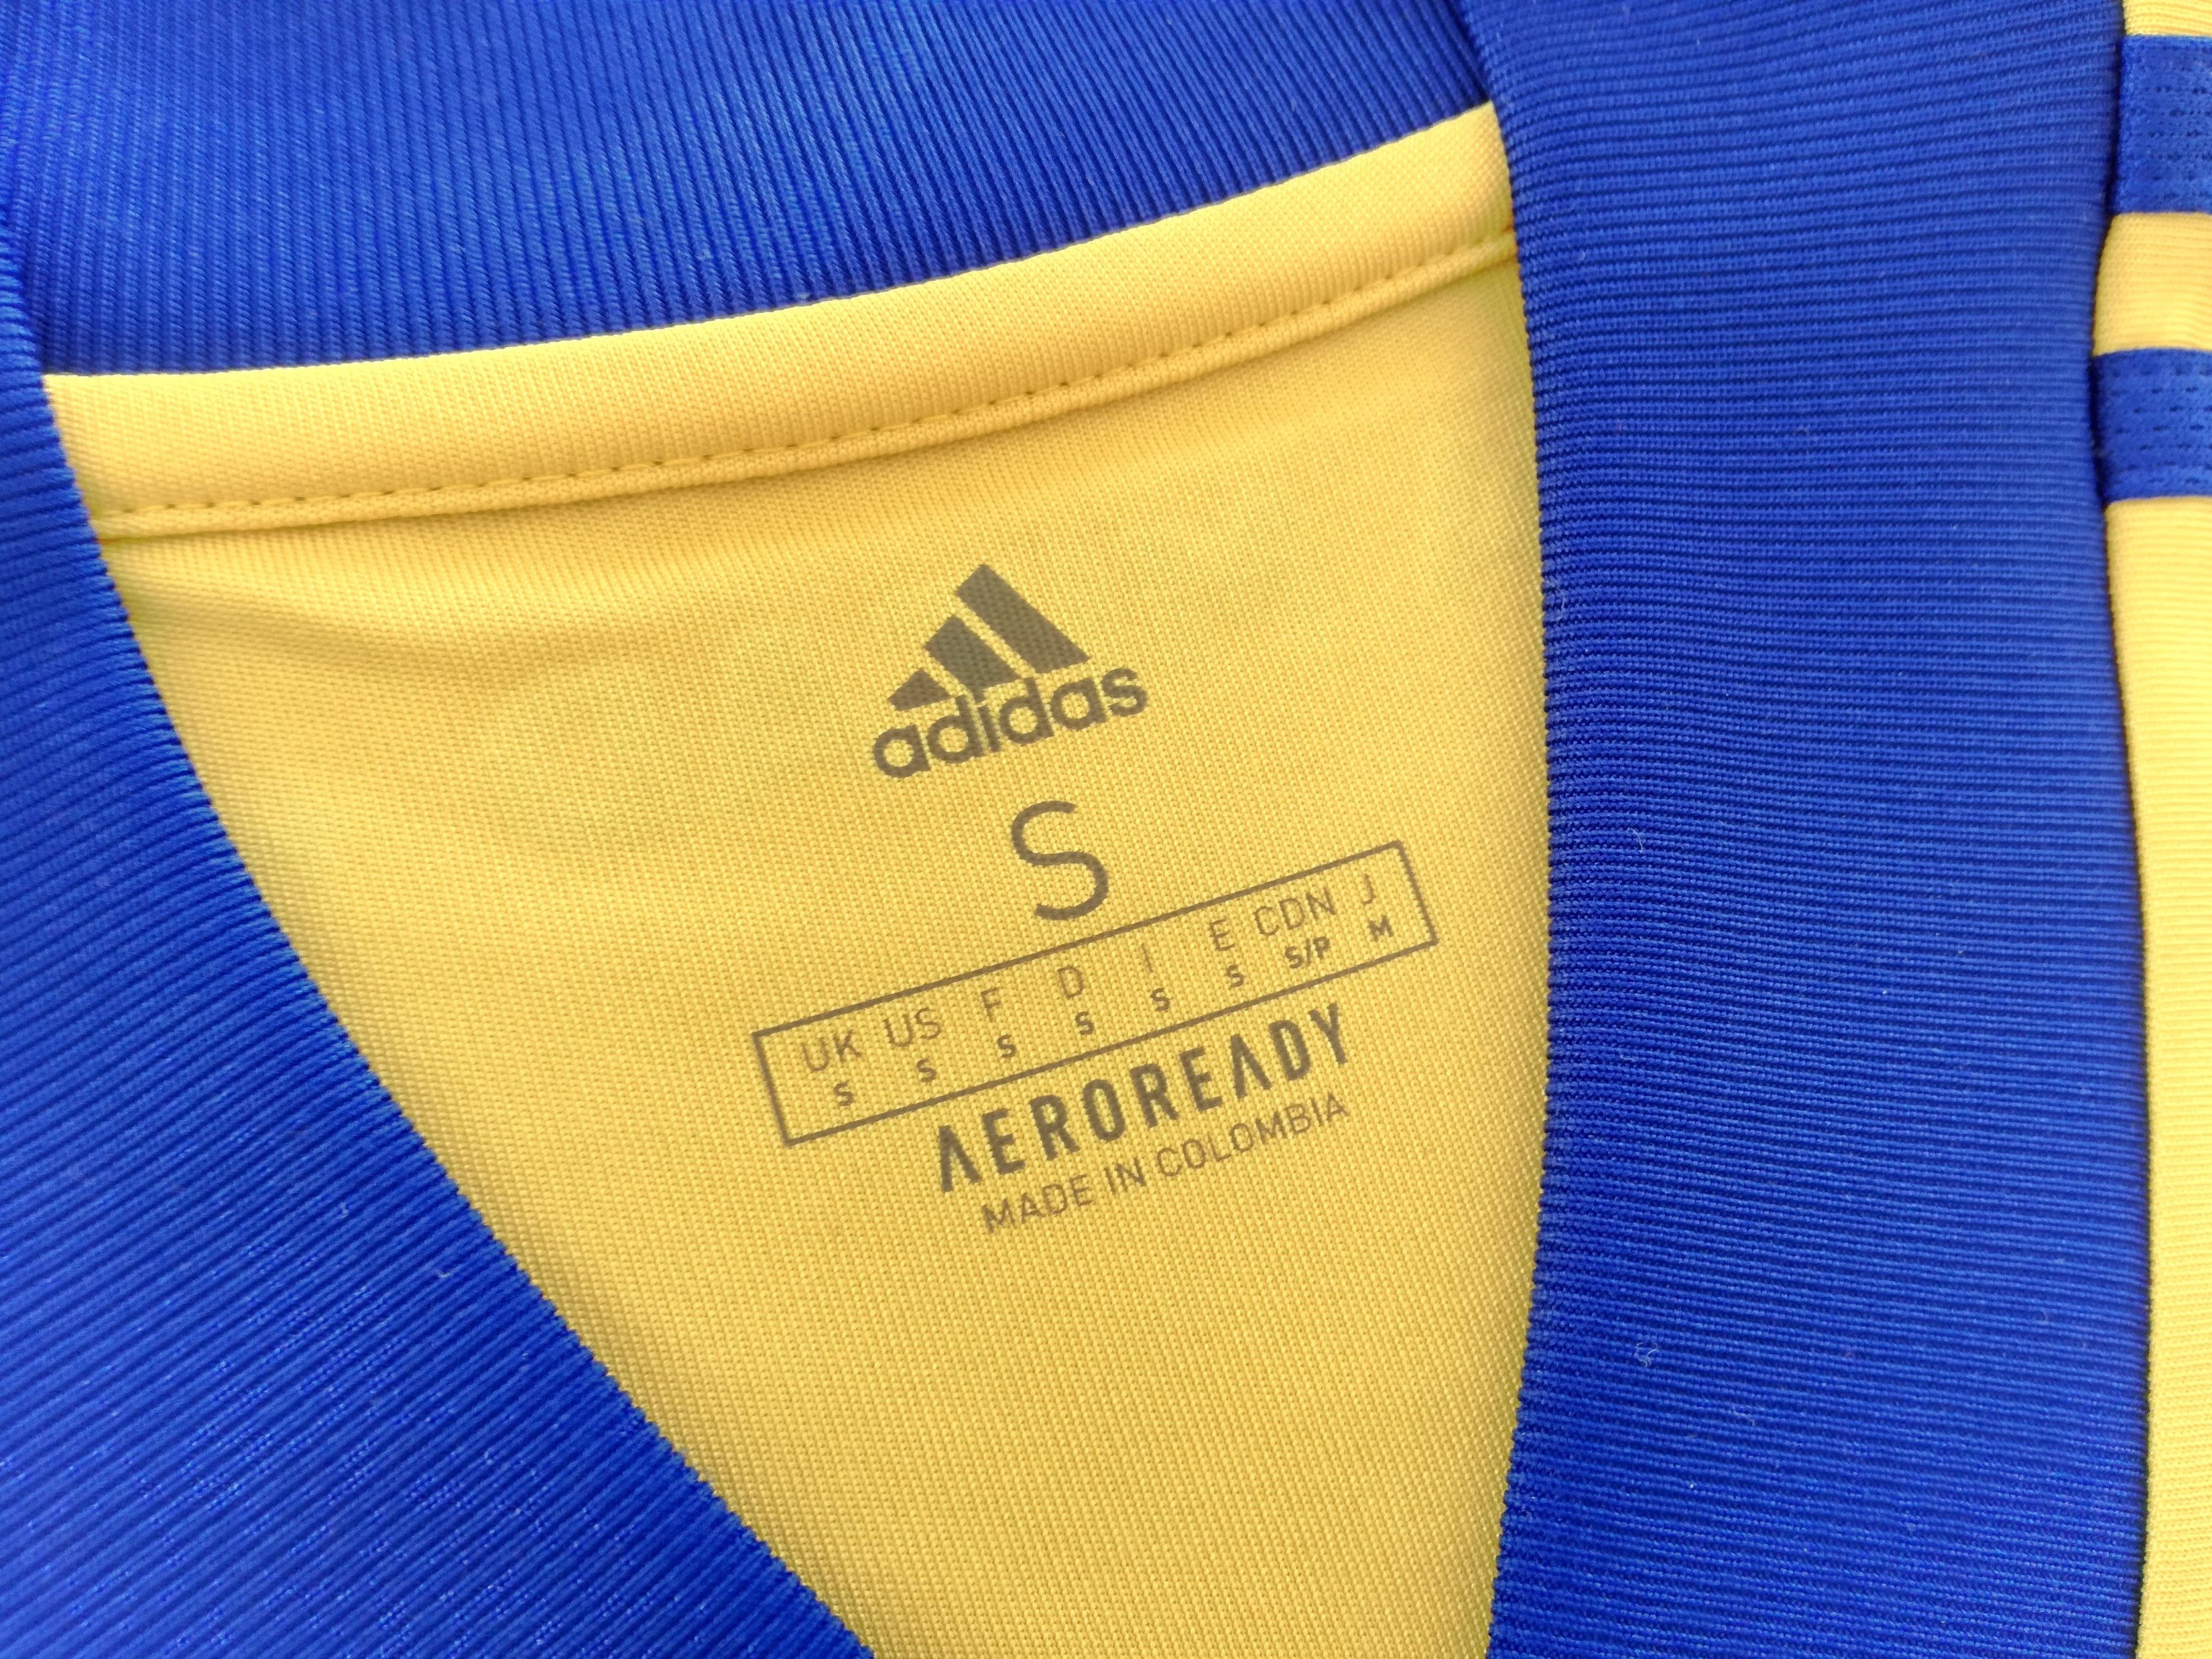 adidas
S
UK US F D I E CDN J
S S S S S S S/P M
AEROREADY
MADE IN COLOMBIA